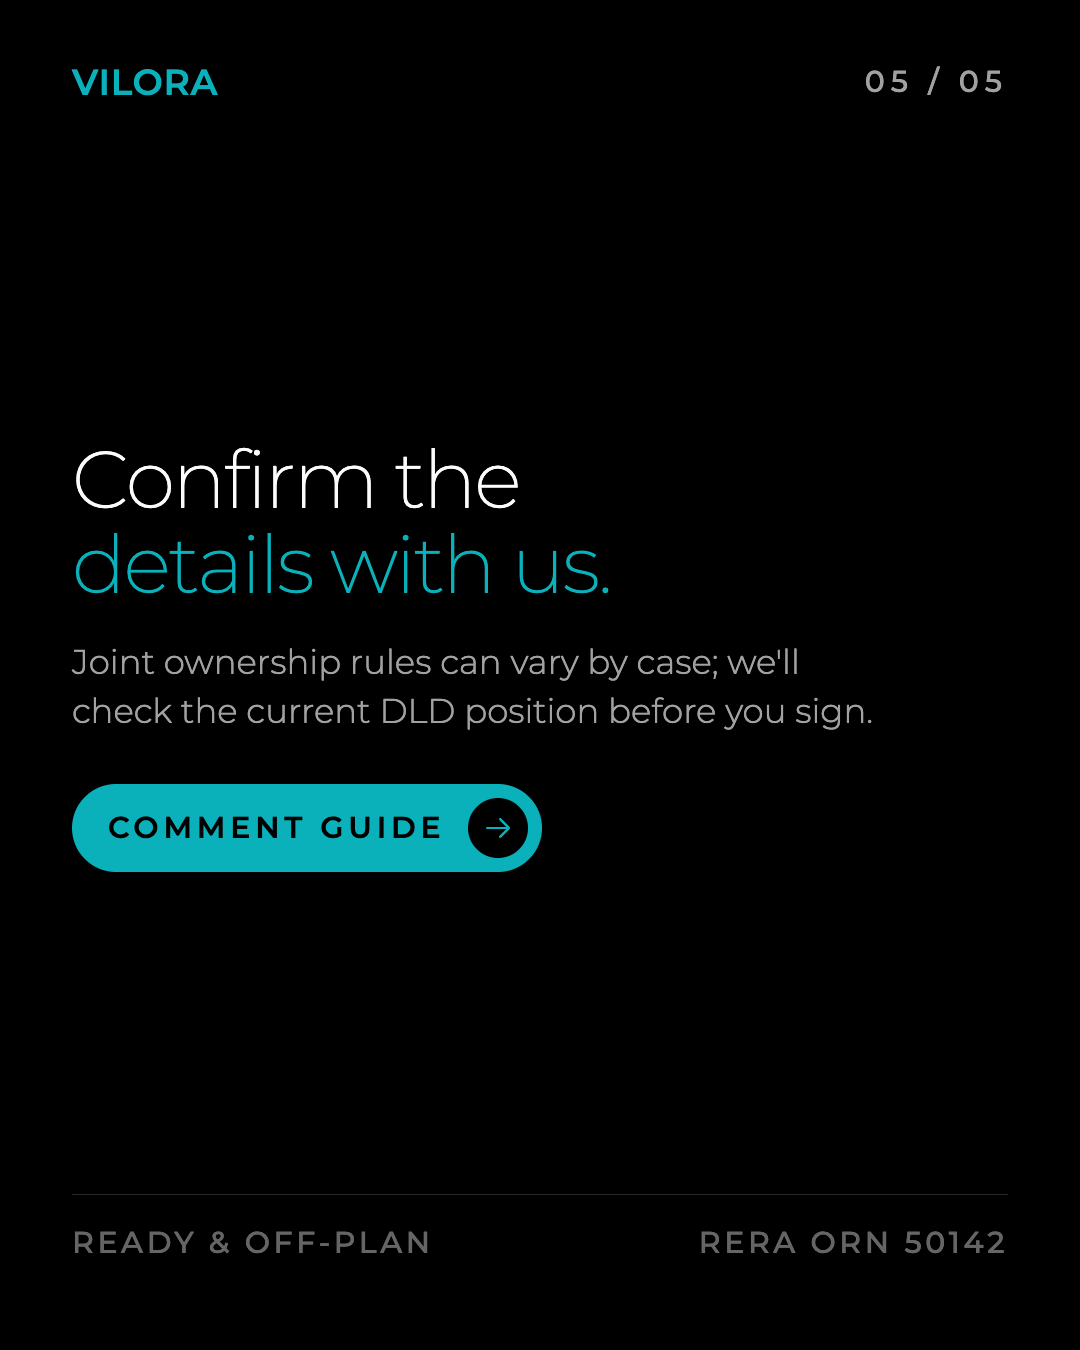 VILORA
05 / 05
Confirm the
details with us.
Joint ownership rules can vary by case; we'll
check the current DLD position before you sign.
COMMENT GUIDE
READY & OFF-PLAN
RERA ORN 50142